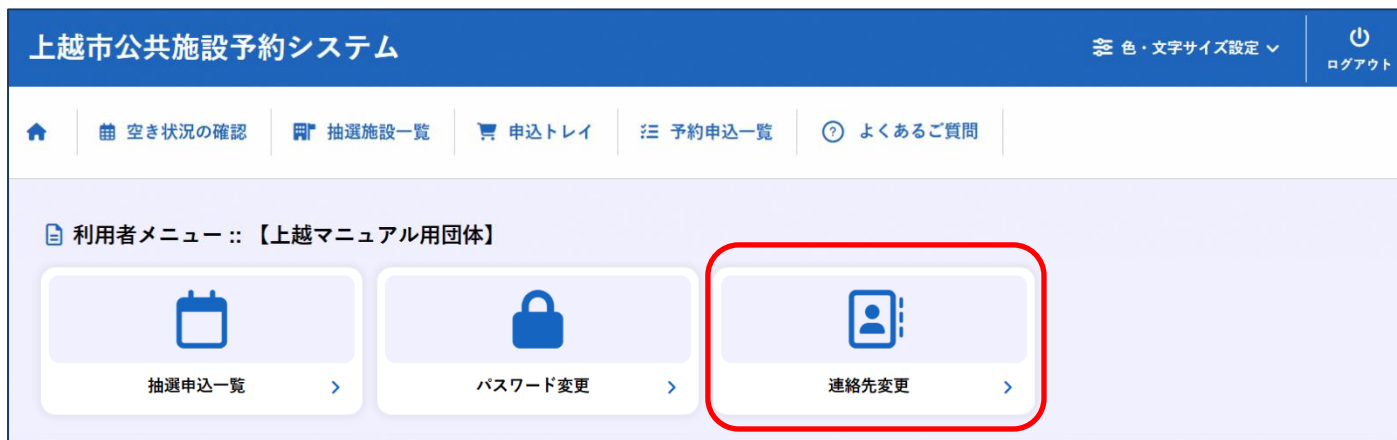 上越市公共施設予約システム
色・文字サイズ設定
ログアウト
空き状況の確認
抽選施設一覧
申込トレイ
予約申込一覧
よくあるご質問
利用者メニュー :: 【上越マニュアル用団体】
抽選申込一覧
パスワード変更
連絡先変更